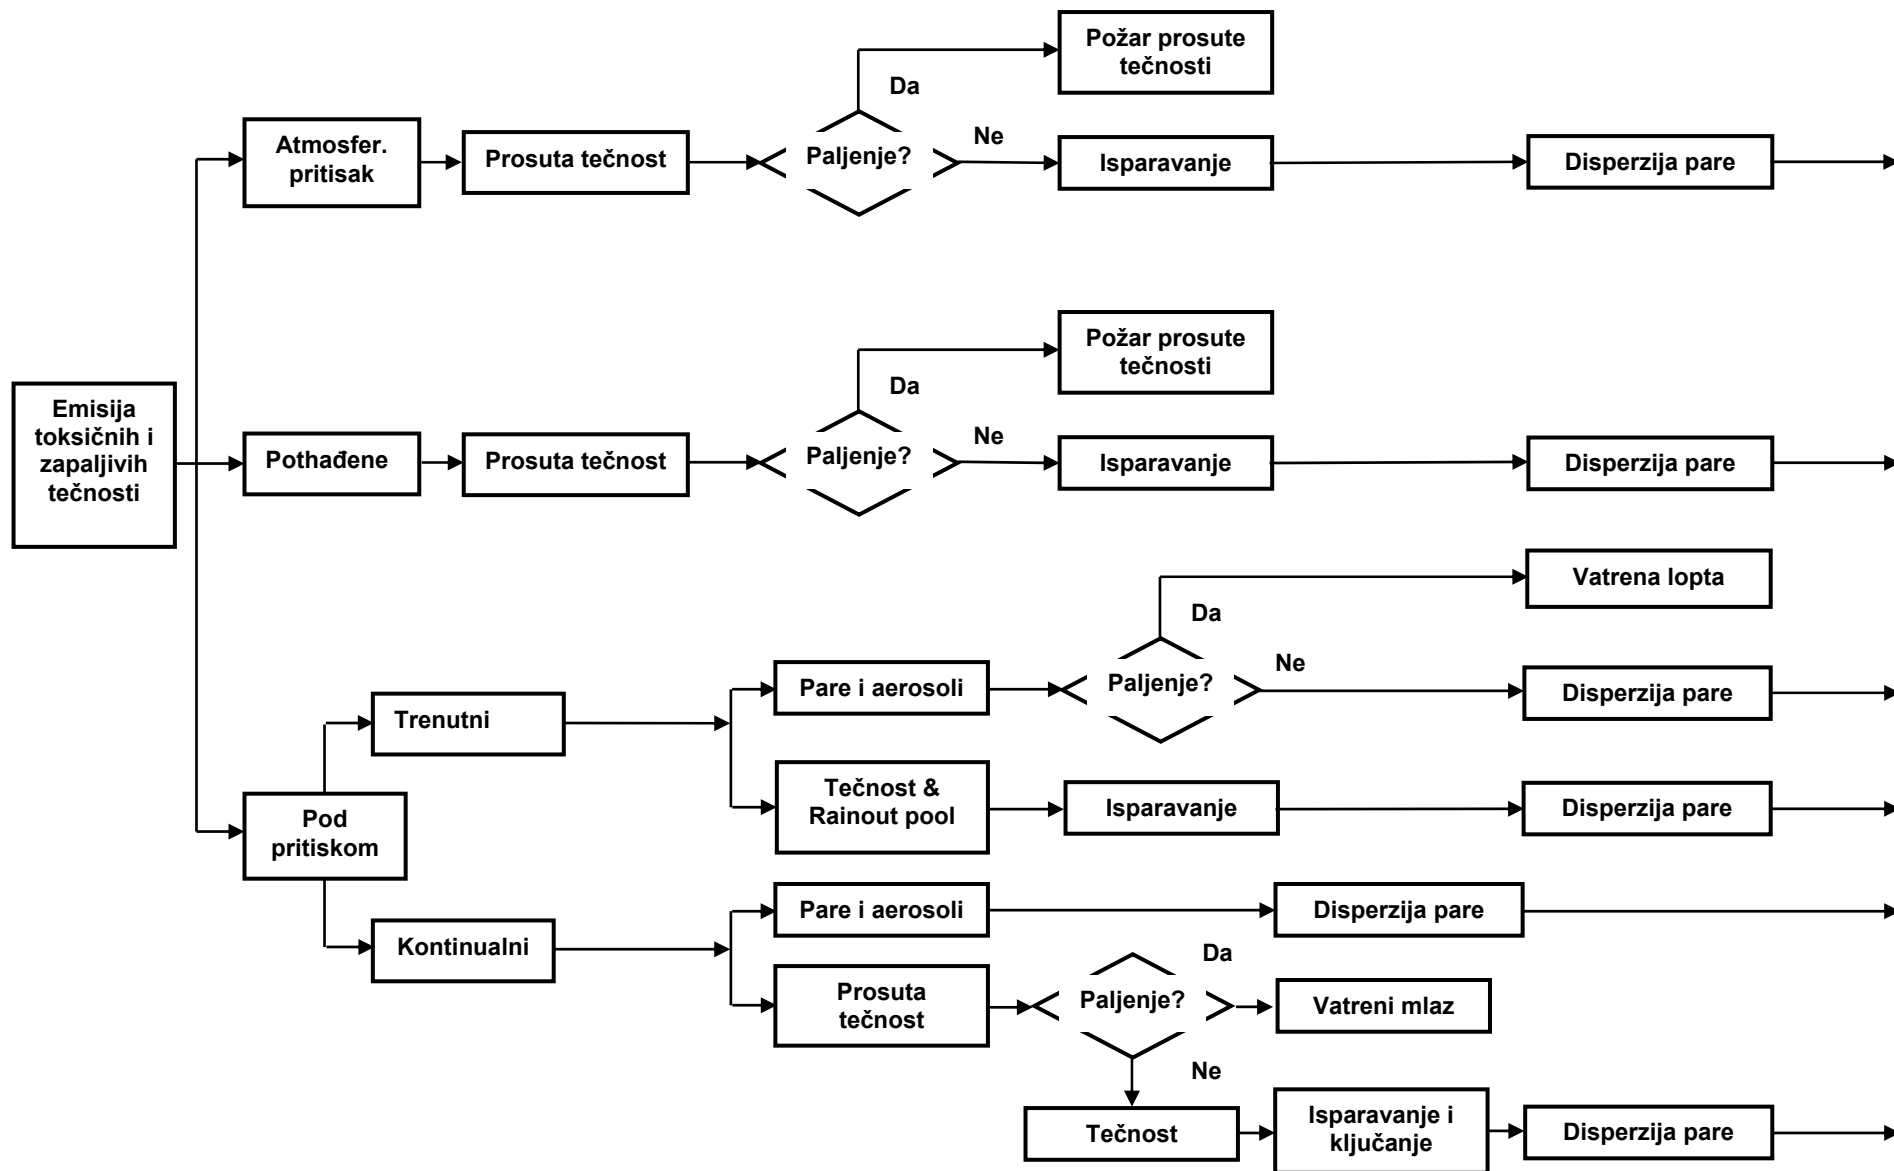 Požar prosute
tečnosti
Da
Atmosfer.
pritisak
Prosuta tečnost
Paljenje?
Ne
Isparavanje
Disperzija pare
Požar prosute
tečnosti
Da
Emisija
toksičnih i
zapaljivih
tečnosti
Pothađene
Prosuta tečnost
Paljenje?
Ne
Isparavanje
Disperzija pare
Vatrena lopta
Da
Trenutni
Pare i aerosoli
Paljenje?
Ne
Disperzija pare
Tečnost &
Rainout pool
Isparavanje
Disperzija pare
Pod
pritiskom
Kontinualni
Pare i aerosoli
Disperzija pare
Prosuta
tečnost
Paljenje?
Da
Vatreni mlaz
Ne
Tečnost
Isparavanje i
ključanje
Disperzija pare